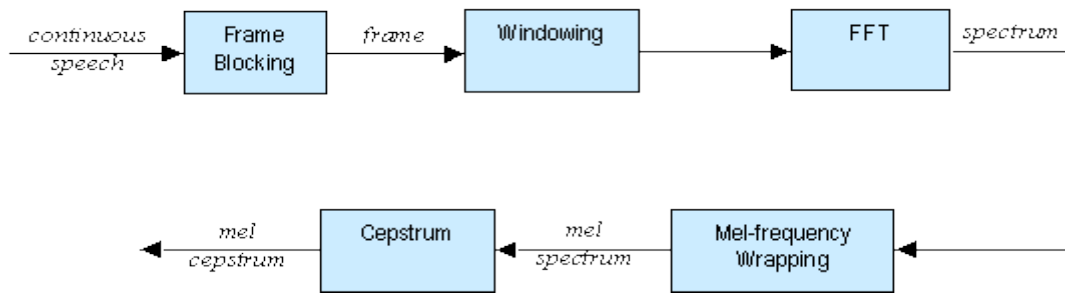 continuous
speech
Frame
Blocking
frame
Windowing
FFT
spectrum
mel
cepstrum
Cepstrum
mel
spectrum
Mel-frequency
Wrapping